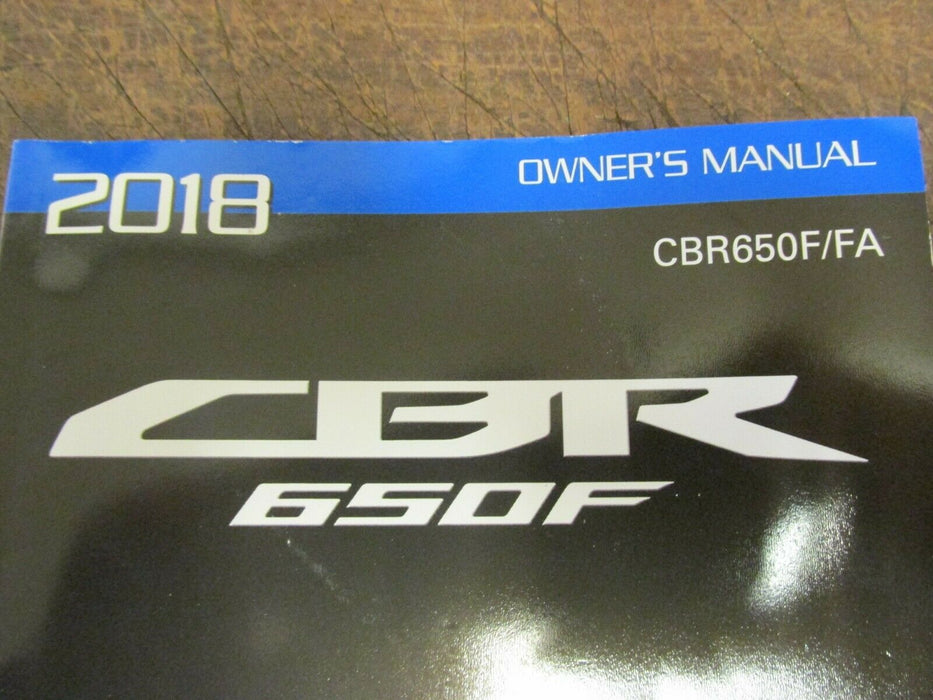 2018
OWNER'S MANUAL
CBR650F/FA
CBR
650F